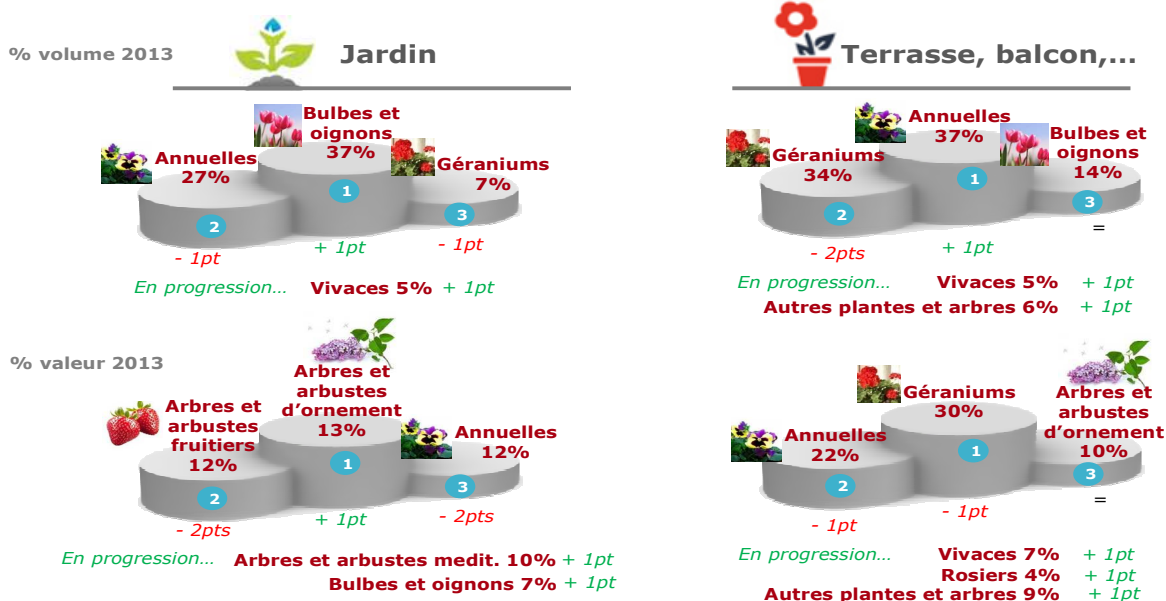 % volume 2013
Jardin
Bulbes et
oignons
37%
Annuelles
27%
Géraniums
7%
1
2
3
- 1pt
+ 1pt
- 1pt
En progression... Vivaces 5% + 1pt
Terrasse, balcon,...
Annuelles
37%
Géraniums
34%
Bulbes et
oignons
14%
1
2
3
- 2pts
+ 1pt
=
En progression... Vivaces 5% + 1pt
Autres plantes et arbres 6% + 1pt
% valeur 2013
Arbres et
arbustes
d'ornement
13%
Arbres et
arbustes
fruitiers
12%
Annuelles
12%
1
2
3
- 2pts
+ 1pt
- 2pts
En progression... Arbres et arbustes medit. 10% + 1pt
Bulbes et oignons 7% + 1pt
Géraniums
30%
Annuelles
22%
Arbres et
arbustes
d'ornement
10%
1
2
3
- 1pt
- 1pt
=
En progression... Vivaces 7% + 1pt
Rosiers 4% + 1pt
Autres plantes et arbres 9% + 1pt